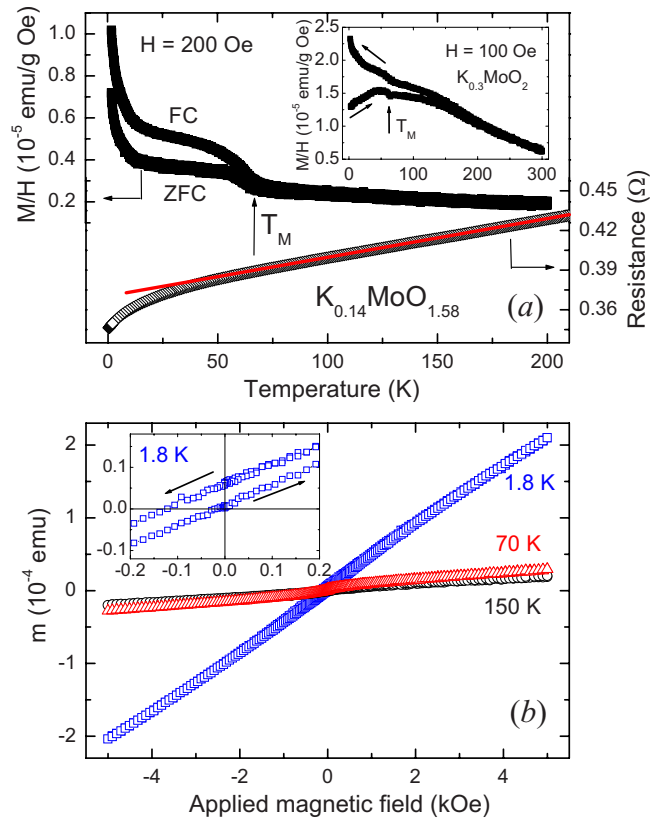 1.0
0.8
0.6
0.4
0.2
M/H (10⁻⁵ emu/g Oe)
H = 200 Oe
FC
ZFC
T_M
2.5
2.0
1.5
1.0
0.5
M/H (10⁻⁵ emu/g Oe)
H = 100 Oe
K₀.₃MoO₂
T_M
0 100 200 300
0.45
0.42
0.39
0.36
Resistance (Ω)
K₀.₁₄MoO₁.₅₈
(a)
0 50 100 150 200
Temperature (K)
2
1
0
-1
-2
m (10⁻⁴ emu)
1.8 K
0.1
0.0
-0.1
-0.2 -0.1 0.0 0.1 0.2
1.8 K
70 K
150 K
(b)
-4 -2 0 2 4
Applied magnetic field (kOe)